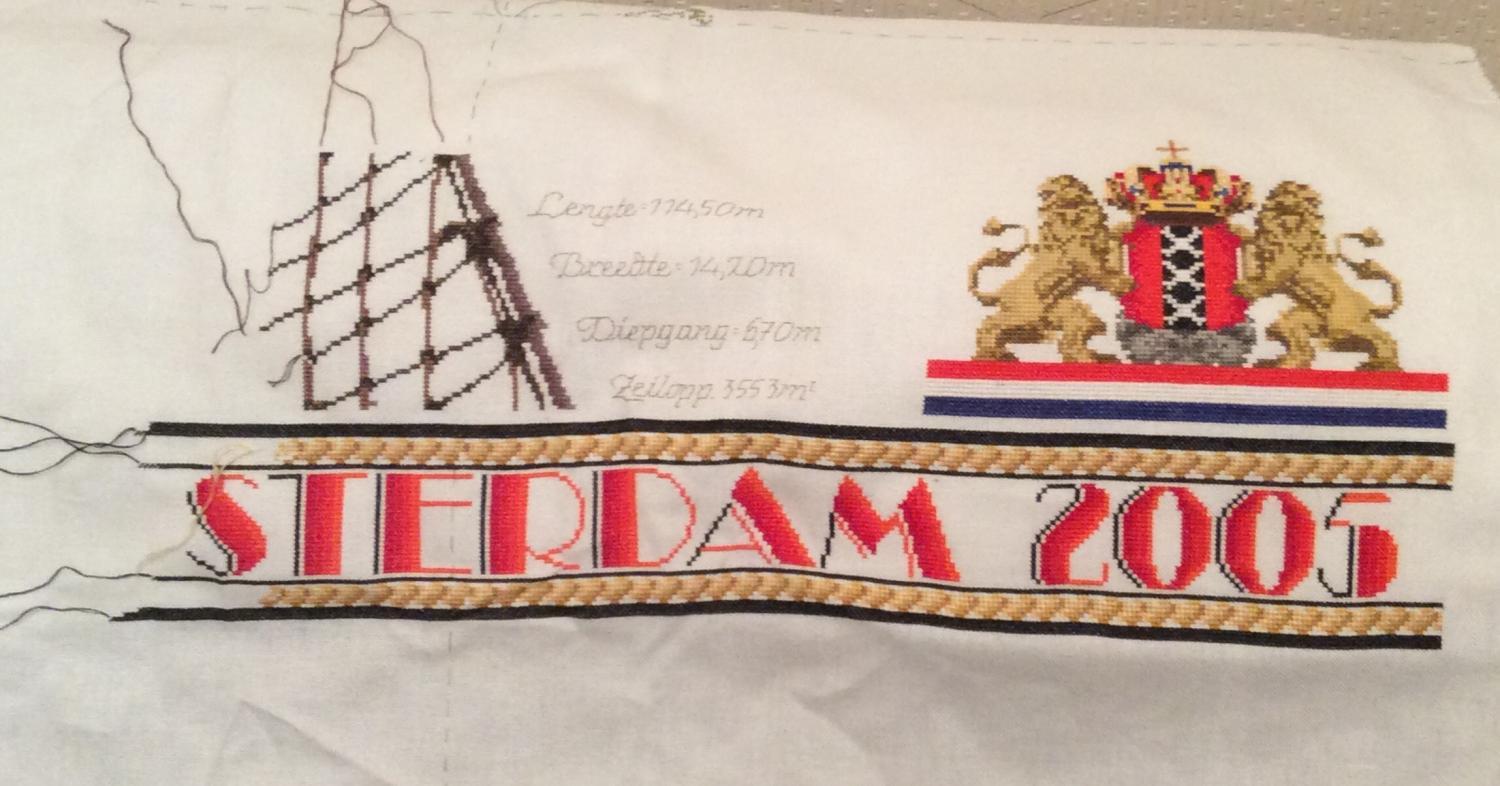 Lengte=114,50m
Breedte=14,20m
Diepgang=6,70m
Zeilopp. 3553m²
STERDAM 2005